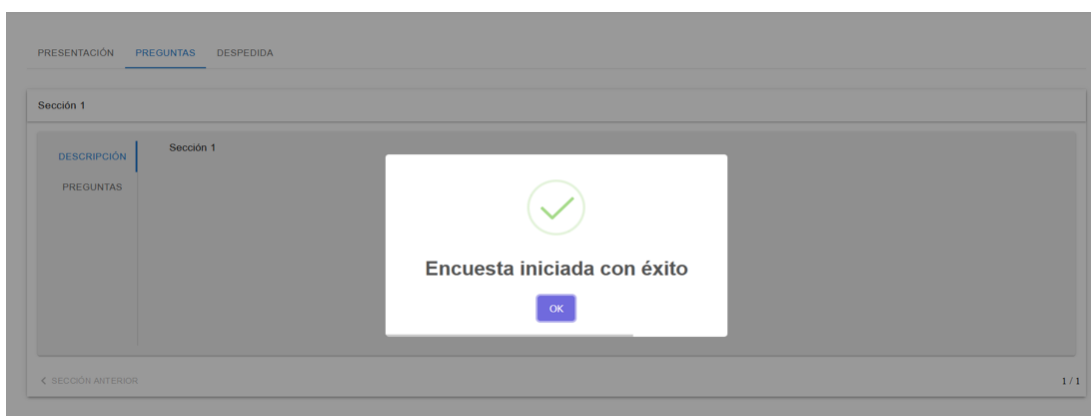 PRESENTACIÓN PREGUNTAS DESPEDIDA
Sección 1
DESCRIPCIÓN
PREGUNTAS
Sección 1
Encuesta iniciada con éxito
OK
SECCIÓN ANTERIOR
1 / 1